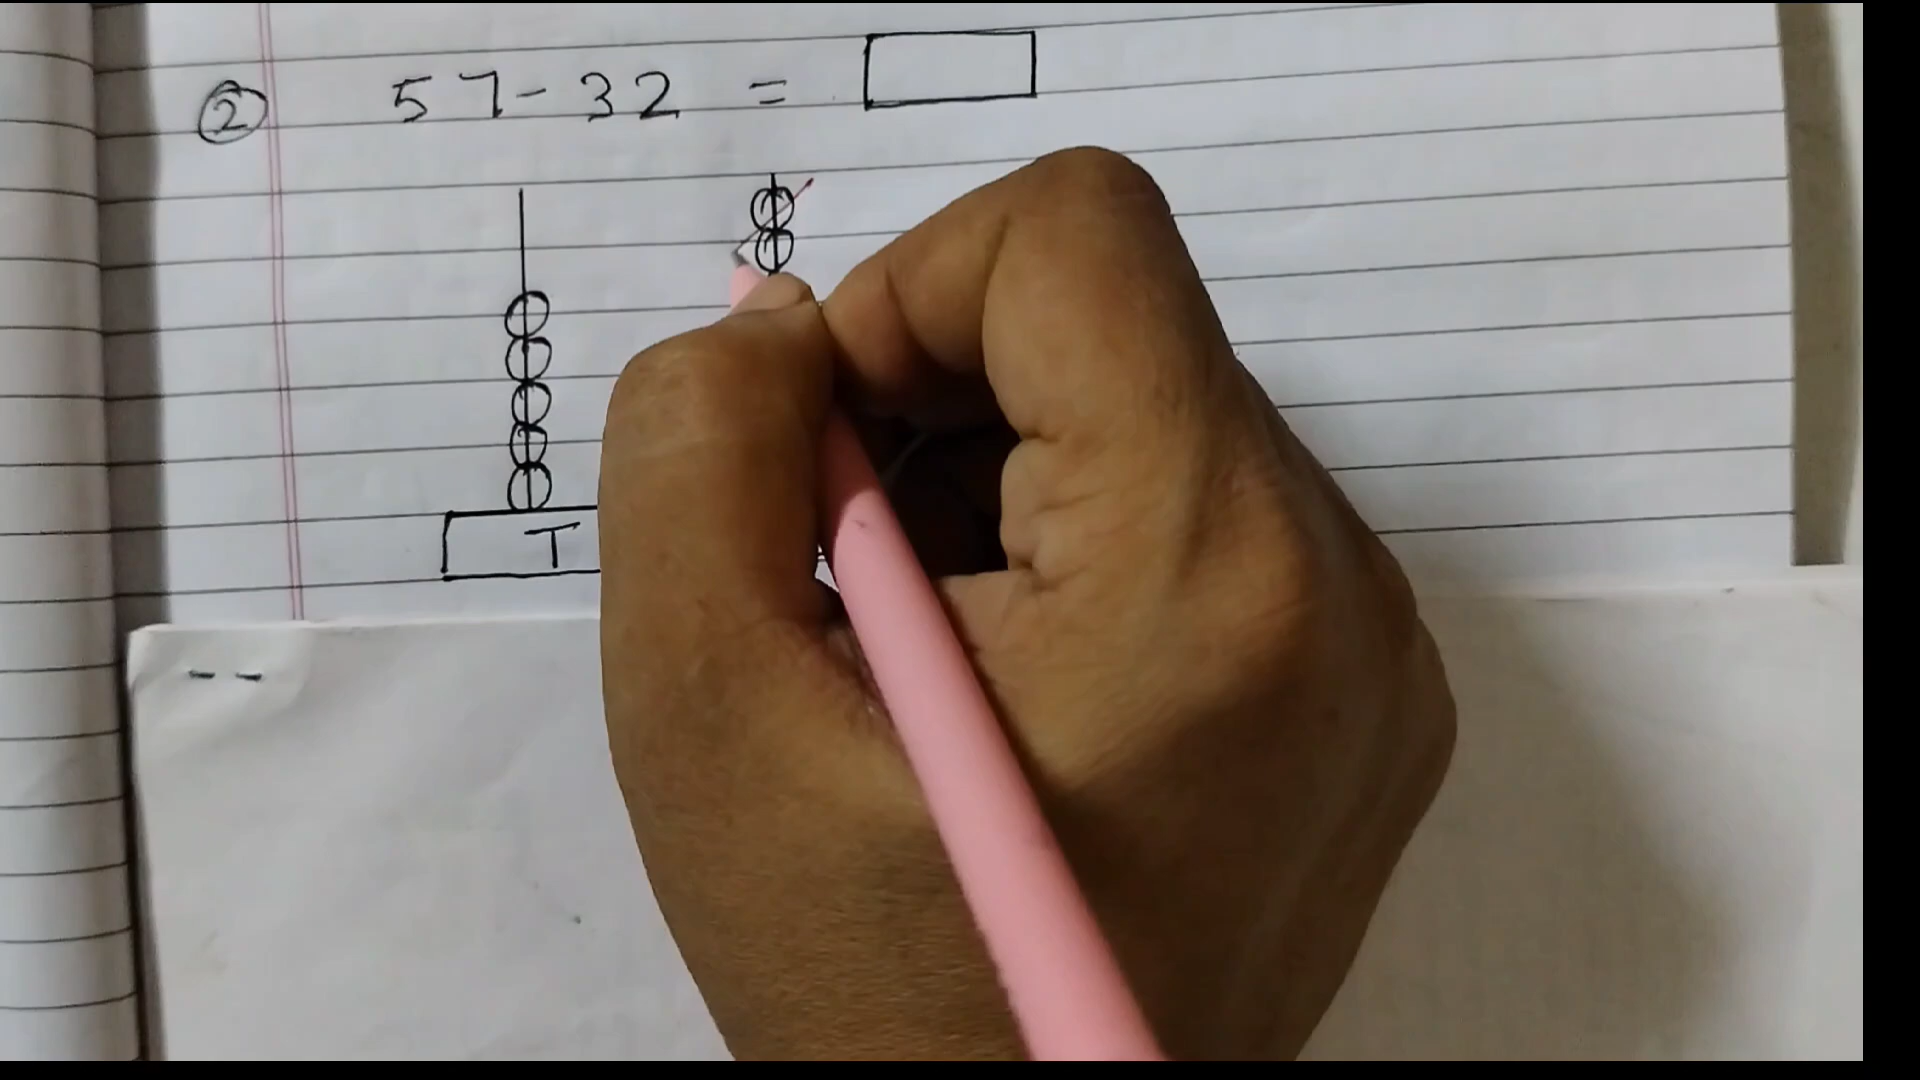 ② 57 - 32 =
T